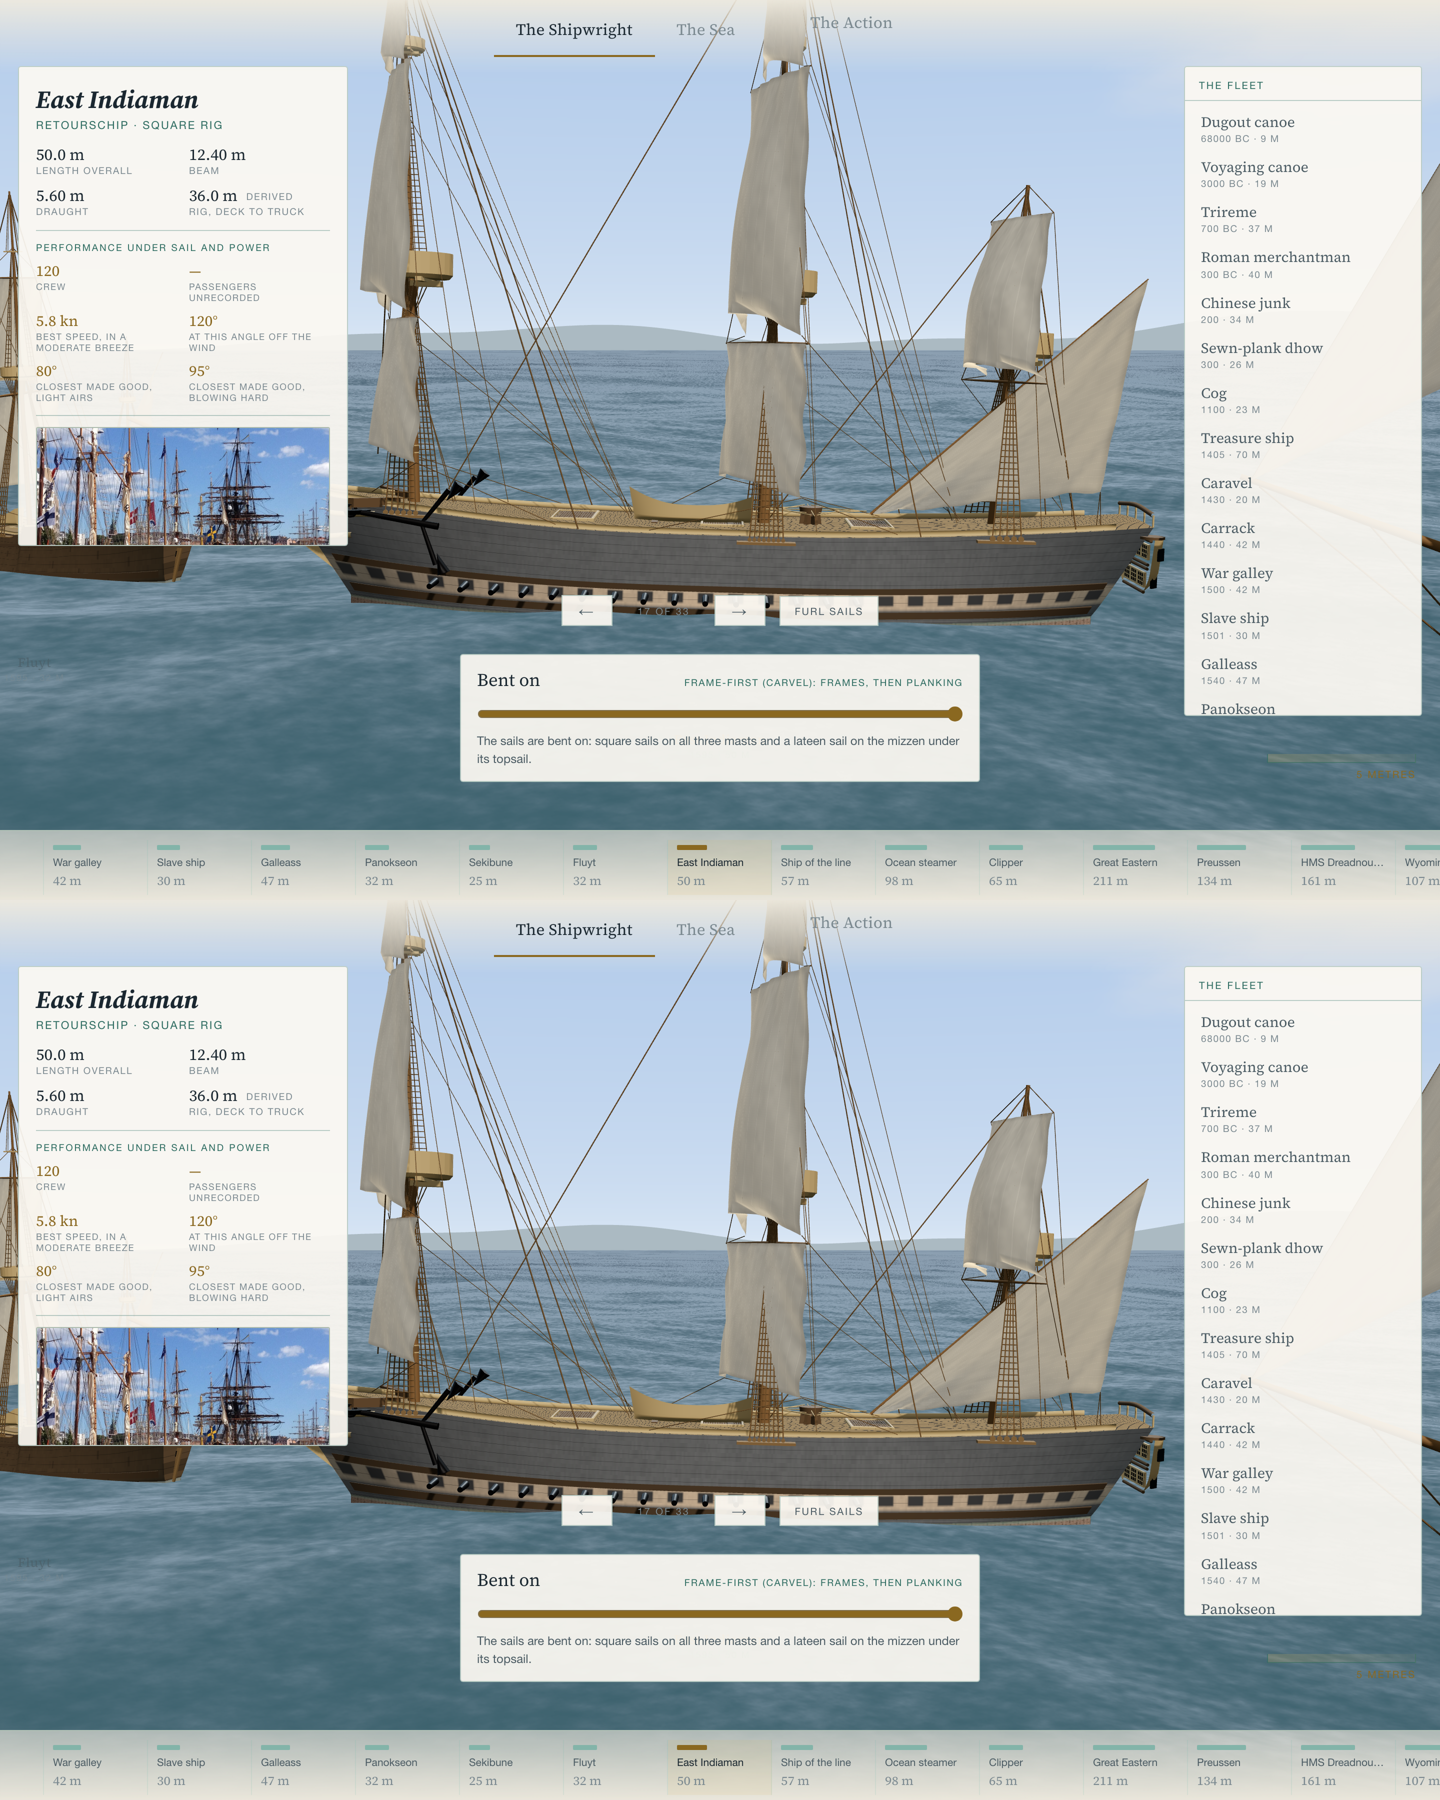 The Shipwright
The Sea
The Action
East Indiaman
RETOURSCHIP · SQUARE RIG
50.0 m
LENGTH OVERALL
12.40 m
BEAM
5.60 m
DRAUGHT
36.0 m DERIVED
RIG, DECK TO TRUCK
PERFORMANCE UNDER SAIL AND POWER
120
CREW
—
PASSENGERS
UNRECORDED
5.8 kn
BEST SPEED, IN A
MODERATE BREEZE
120°
AT THIS ANGLE OFF THE
WIND
80°
CLOSEST MADE GOOD,
LIGHT AIRS
95°
CLOSEST MADE GOOD,
BLOWING HARD
THE FLEET
Dugout canoe
68000 BC · 9 M
Voyaging canoe
3000 BC · 19 M
Trireme
700 BC · 37 M
Roman merchantman
300 BC · 40 M
Chinese junk
200 · 34 M
Sewn-plank dhow
300 · 26 M
Cog
1100 · 23 M
Treasure ship
1405 · 70 M
Caravel
1430 · 20 M
Carrack
1440 · 42 M
War galley
1500 · 42 M
Slave ship
1501 · 30 M
Galleass
1540 · 47 M
Panokseon
←
17 OF 33
→
FURL SAILS
Fluyt
Bent on
FRAME-FIRST (CARVEL): FRAMES, THEN PLANKING
The sails are bent on: square sails on all three masts and a lateen sail on the mizzen under
its topsail.
War galley
42 m
Slave ship
30 m
Galleass
47 m
Panokseon
32 m
Sekibune
25 m
Fluyt
32 m
East Indiaman
50 m
Ship of the line
57 m
Ocean steamer
98 m
Clipper
65 m
Great Eastern
211 m
Preussen
134 m
HMS Dreadnou...
161 m
Wyomin
107 m
The Shipwright
The Sea
The Action
East Indiaman
RETOURSCHIP · SQUARE RIG
50.0 m
LENGTH OVERALL
12.40 m
BEAM
5.60 m
DRAUGHT
36.0 m DERIVED
RIG, DECK TO TRUCK
PERFORMANCE UNDER SAIL AND POWER
120
CREW
—
PASSENGERS
UNRECORDED
5.8 kn
BEST SPEED, IN A
MODERATE BREEZE
120°
AT THIS ANGLE OFF THE
WIND
80°
CLOSEST MADE GOOD,
LIGHT AIRS
95°
CLOSEST MADE GOOD,
BLOWING HARD
THE FLEET
Dugout canoe
68000 BC · 9 M
Voyaging canoe
3000 BC · 19 M
Trireme
700 BC · 37 M
Roman merchantman
300 BC · 40 M
Chinese junk
200 · 34 M
Sewn-plank dhow
300 · 26 M
Cog
1100 · 23 M
Treasure ship
1405 · 70 M
Caravel
1430 · 20 M
Carrack
1440 · 42 M
War galley
1500 · 42 M
Slave ship
1501 · 30 M
Galleass
1540 · 47 M
Panokseon
←
17 OF 33
→
FURL SAILS
Fluyt
Bent on
FRAME-FIRST (CARVEL): FRAMES, THEN PLANKING
The sails are bent on: square sails on all three masts and a lateen sail on the mizzen under
its topsail.
War galley
42 m
Slave ship
30 m
Galleass
47 m
Panokseon
32 m
Sekibune
25 m
Fluyt
32 m
East Indiaman
50 m
Ship of the line
57 m
Ocean steamer
98 m
Clipper
65 m
Great Eastern
211 m
Preussen
134 m
HMS Dreadnou...
161 m
Wyomin
107 m